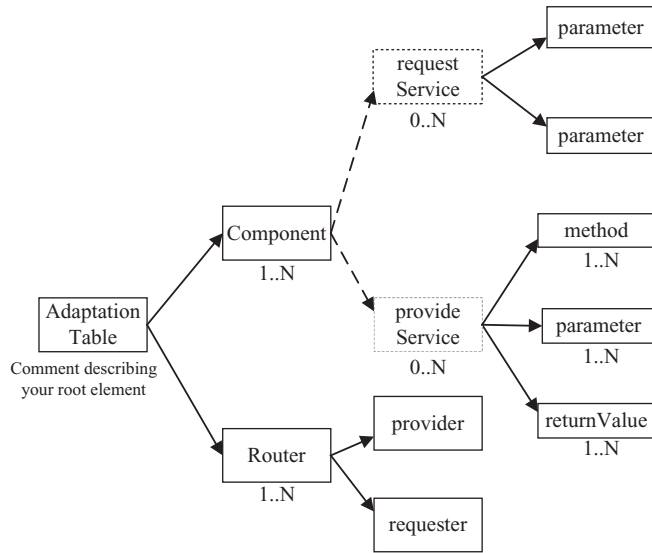 parameter
request
Service
0..N
parameter
Component
1..N
method
1..N
Adaptation
Table
Comment describing
your root element
provide
Service
0..N
parameter
1..N
returnValue
1..N
provider
Router
1..N
requester